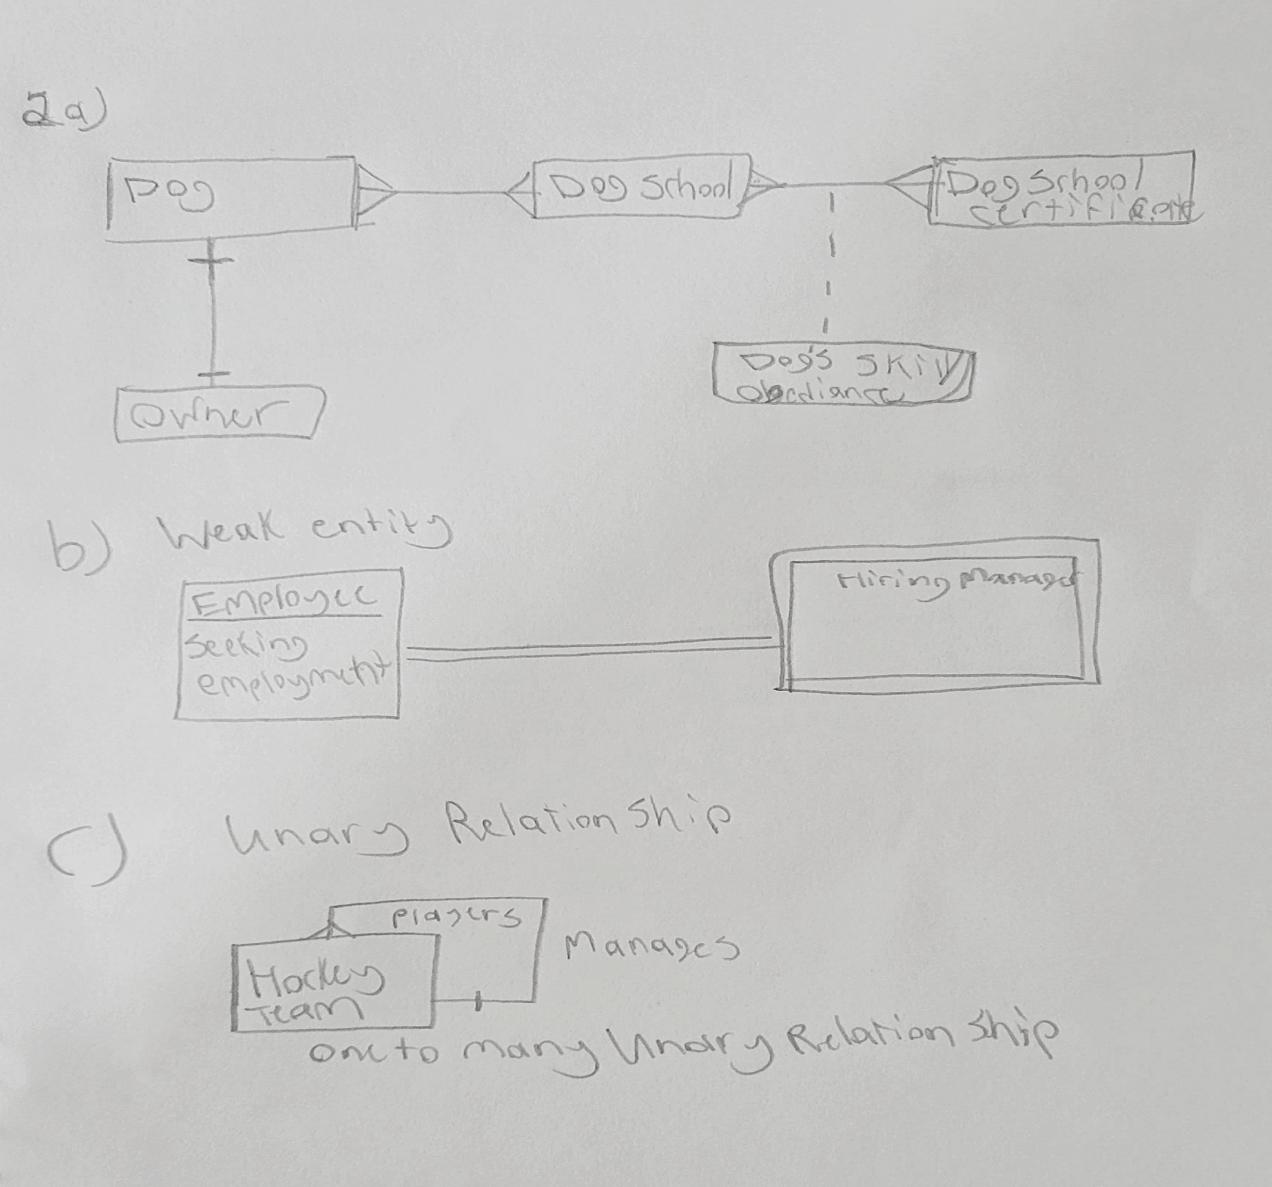 2a)
Dog
Dog School
Dog School
certificate
Dog's Skill
Obediance
Owner
b) Weak entity
Employee
Seeking
employment
Hiring Manager
c) Unary Relationship
Players
Manages
Hockey
Team
One to many Unary Relationship